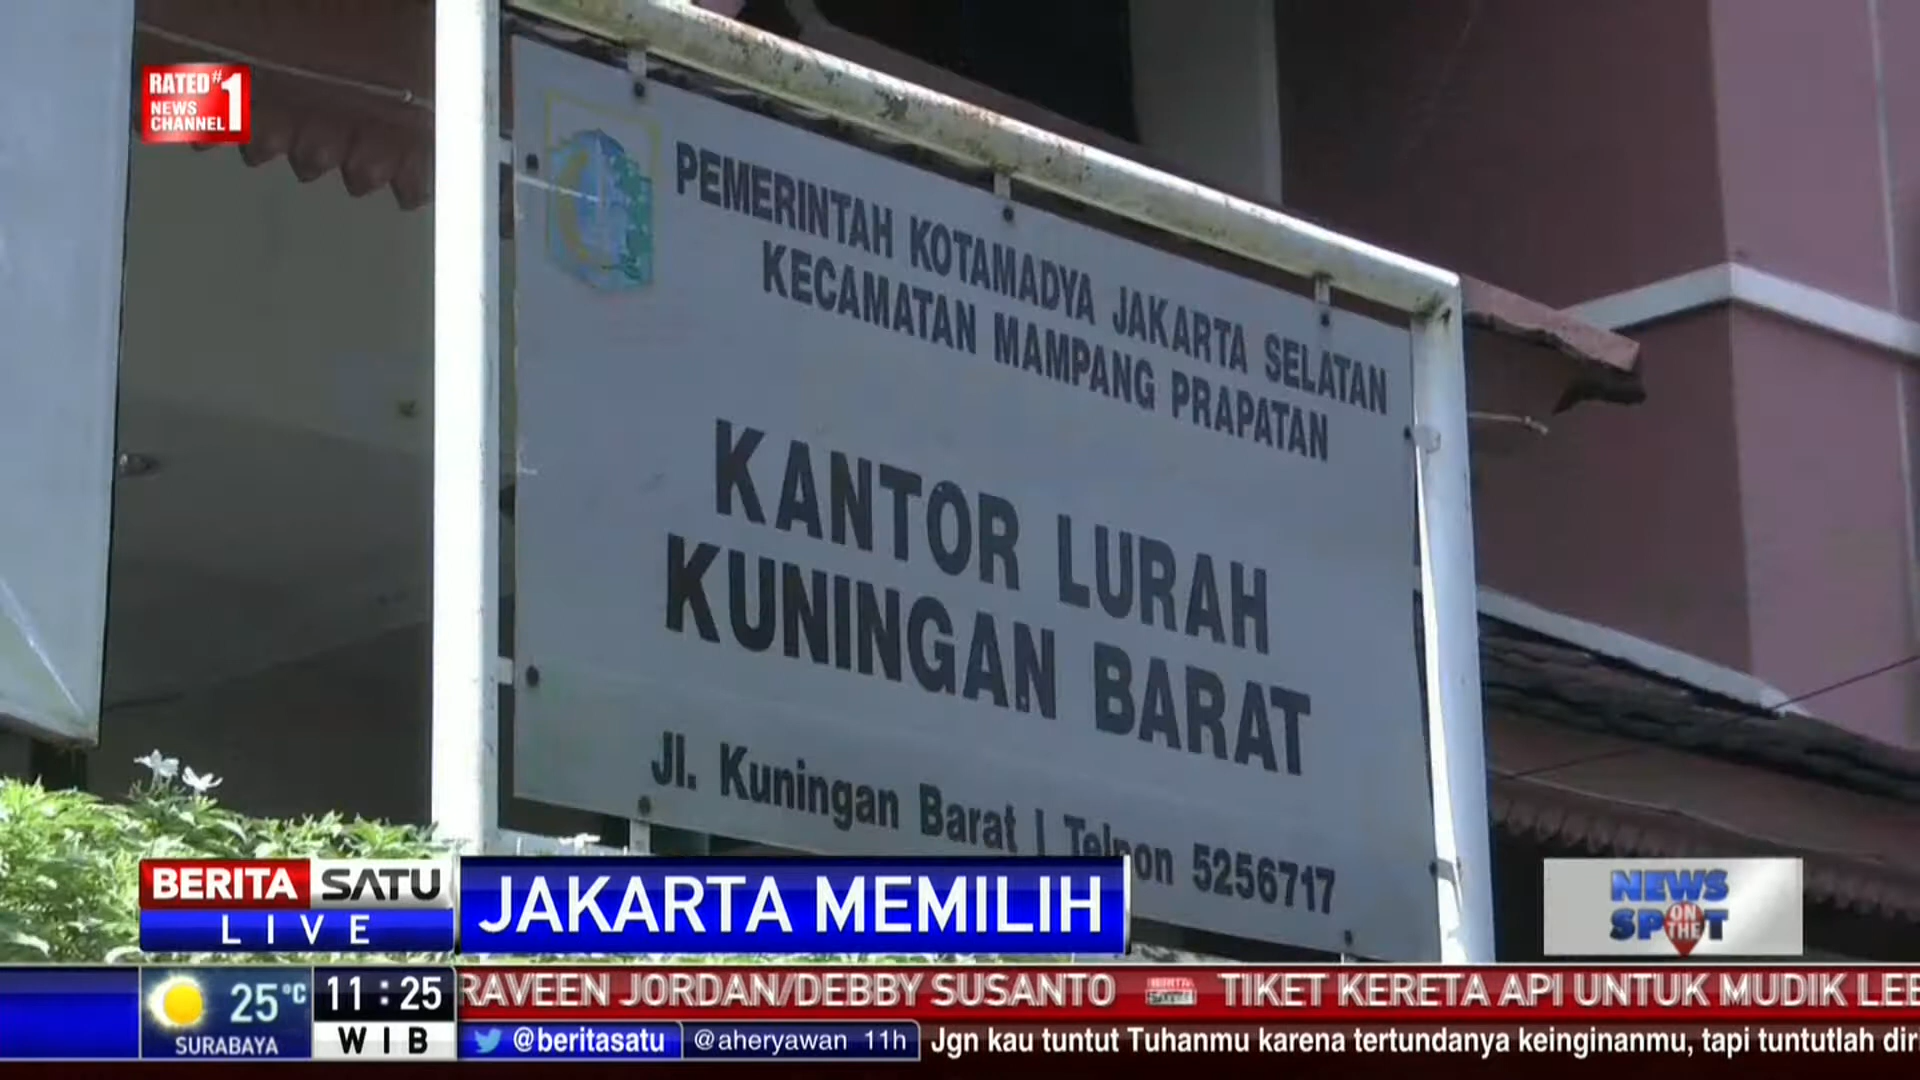 RATED #1
NEWS
CHANNEL
PEMERINTAH KOTAMADYA JAKARTA SELATAN
KECAMATAN MAMPANG PRAPATAN
KANTOR LURAH
KUNINGAN BARAT
Jl. Kuningan Barat | Telpon 5256717
BERITA SATU
LIVE
JAKARTA MEMILIH
NEWS
ON THE
SPOT
25°C
SURABAYA
11:25
WIB
RAVEEN JORDAN/DEBBY SUSANTO BERITA SATU TIKET KERETA API UNTUK MUDIK LEB
@beritasatu @aheryawan 11h Jgn kau tuntut Tuhanmu karena tertundanya keinginanmu, tapi tuntutlah dir